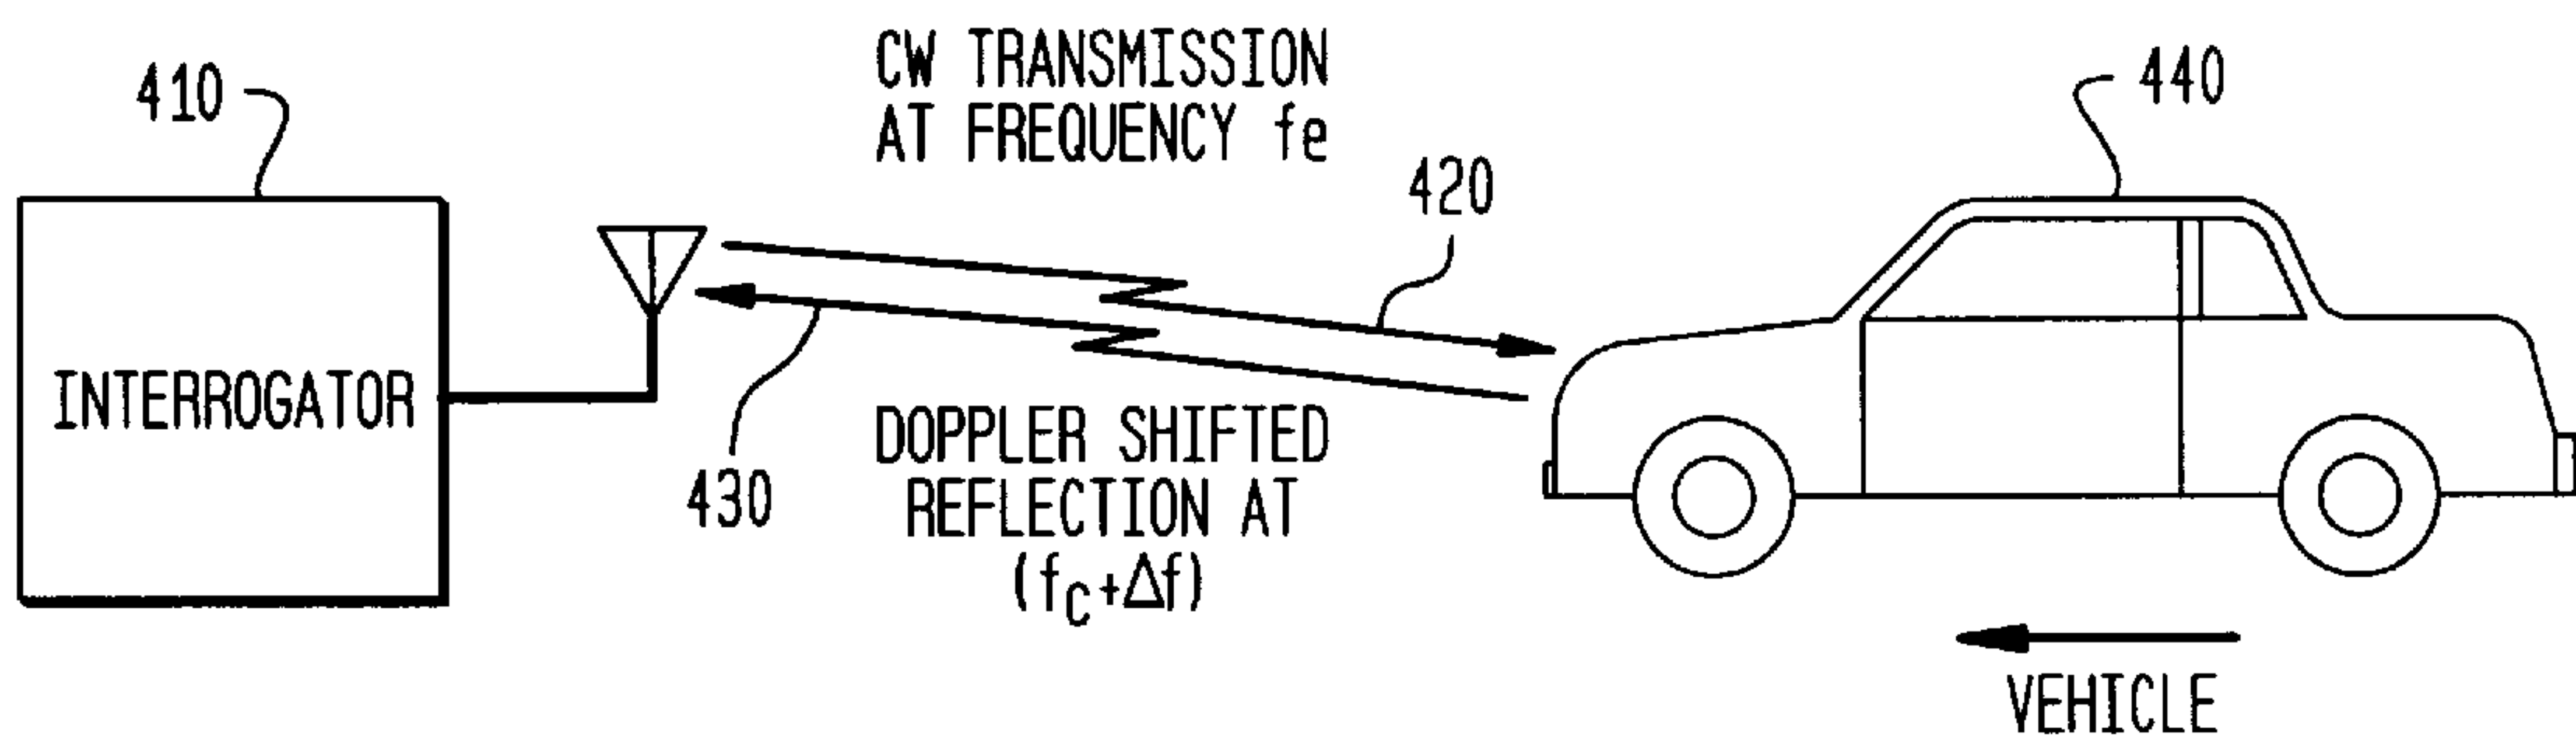 410
CW TRANSMISSION
AT FREQUENCY fe
440
420
INTERROGATOR
430
DOPPLER SHIFTED
REFLECTION AT
(fC+Δf)
VEHICLE